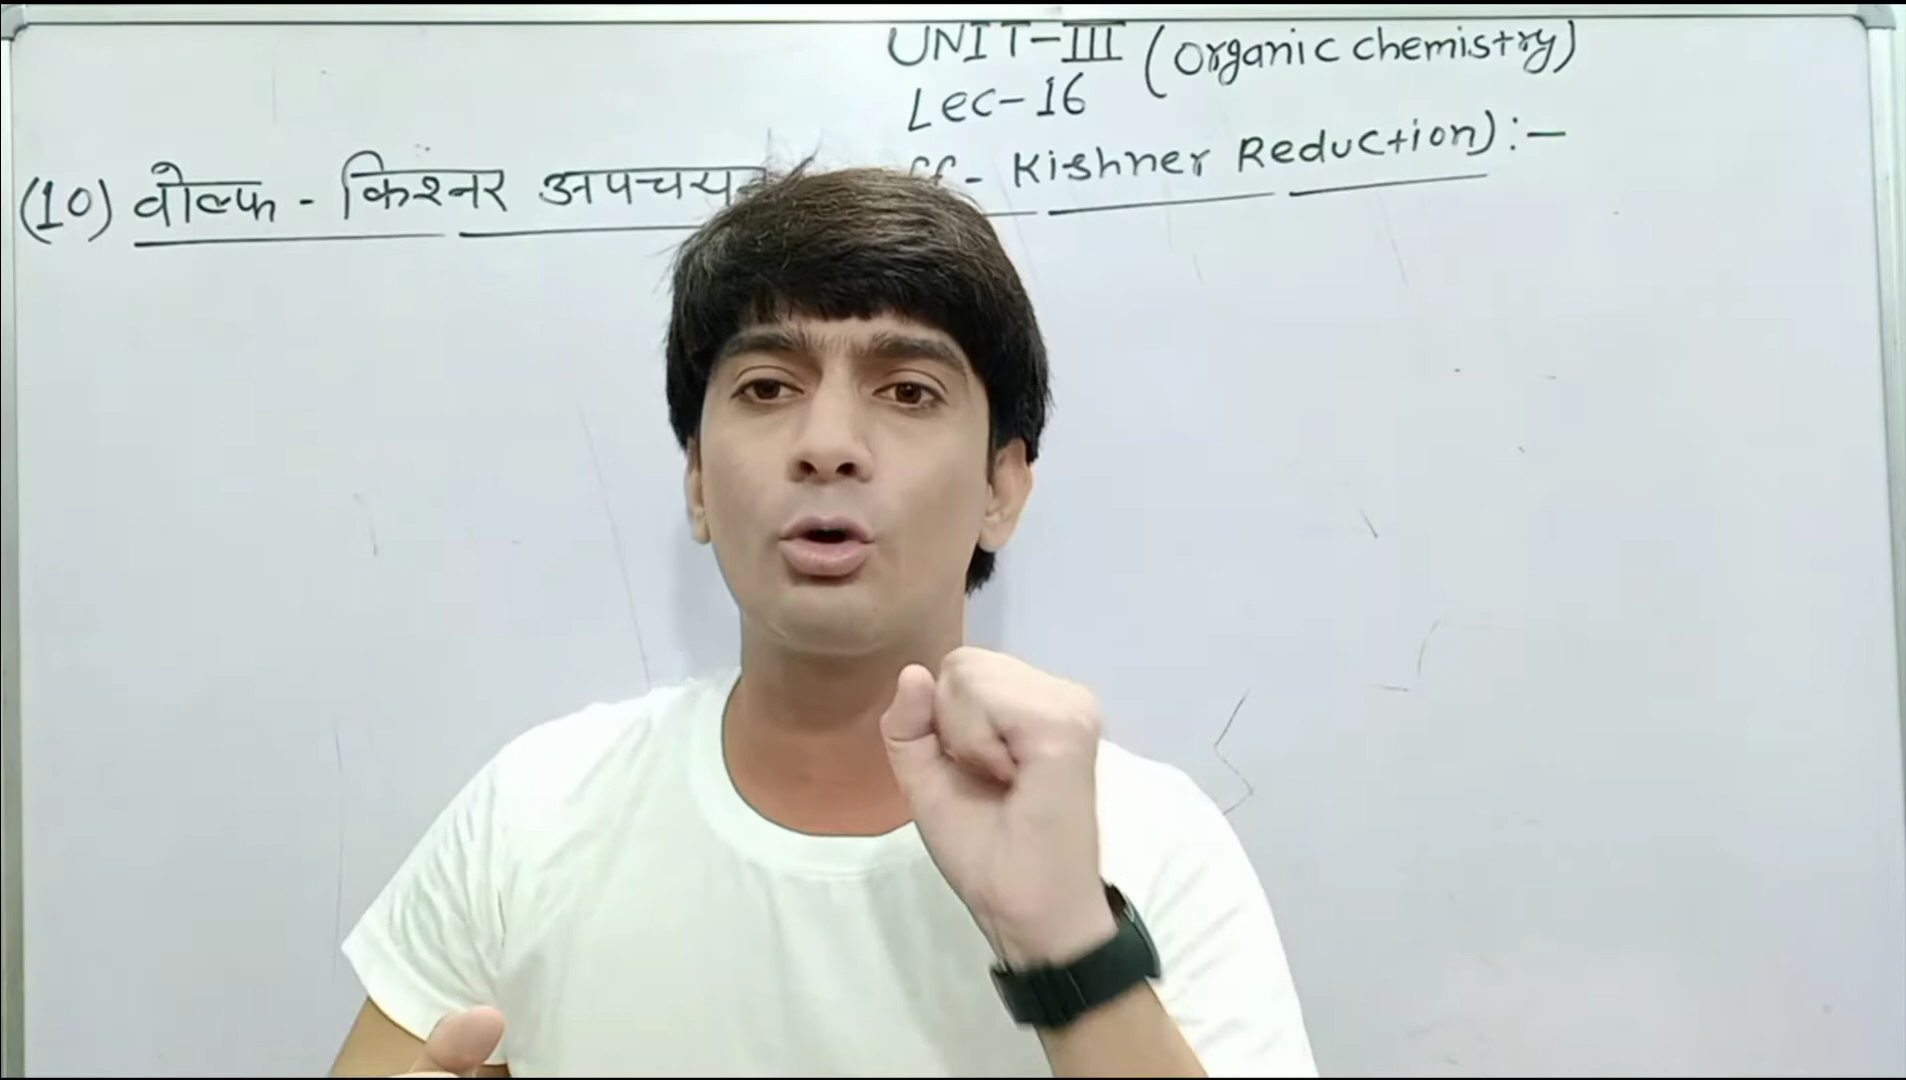 UNIT-III (Organic chemistry)
Lec-16
(10) वोल्फ - किश्नर अपचयन - Kishner Reduction):-